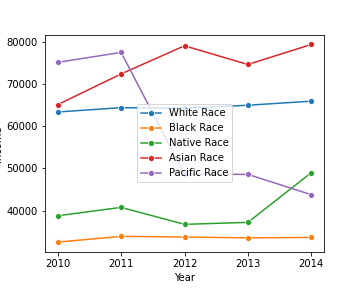 80000
70000
60000
50000
40000
White Race
Black Race
Native Race
Asian Race
Pacific Race
2010 2011 2012 2013 2014
Year